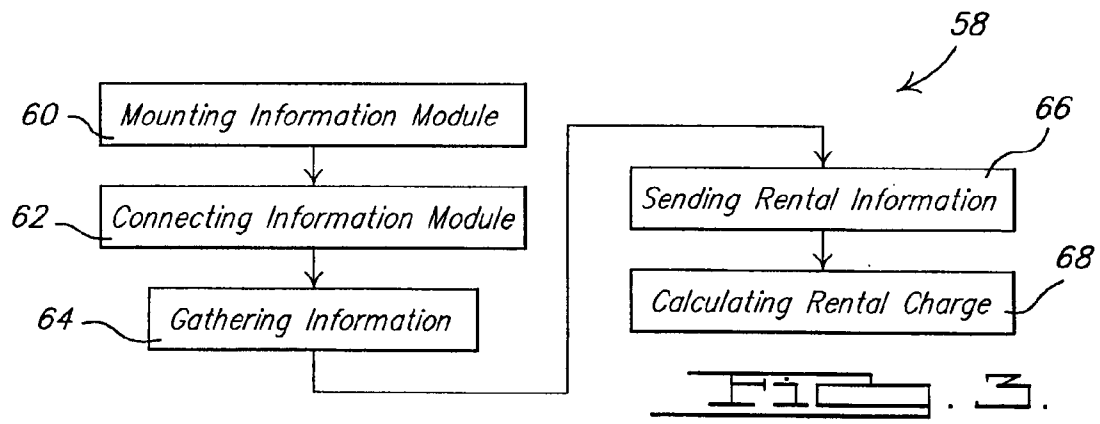 58
60
Mounting Information Module
62
Connecting Information Module
64
Gathering Information
66
Sending Rental Information
68
Calculating Rental Charge
Fig. 3.